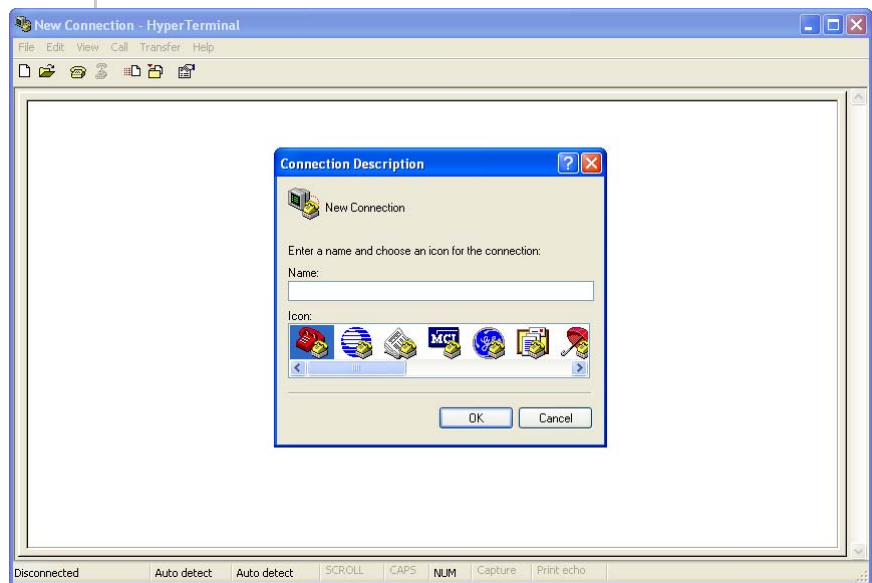 New Connection - HyperTerminal
File Edit View Call Transfer Help
Connection Description
New Connection
Enter a name and choose an icon for the connection:
Name:
Icon:
MCI
OK Cancel
Disconnected Auto detect Auto detect SCROLL CAPS NUM Capture Print echo